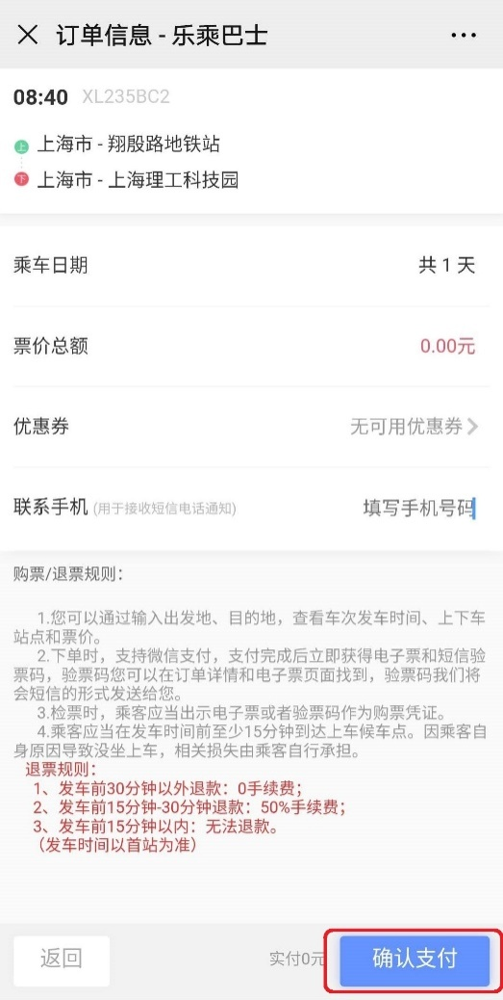 订单信息 - 乐乘巴士
08:40 XL235BC2
上 上海市 - 翔殷路地铁站
下 上海市 - 上海理工科技园
乘车日期 共 1 天
票价总额 0.00元
优惠券 无可用优惠券
联系手机 (用于接收短信电话通知) 填写手机号码
购票/退票规则：
1.您可以通过输入出发地、目的地，查看车次发车时间、上下车
站点和票价。
2.下单时，支持微信支付，支付完成后立即获得电子票和短信验
票码，验票码您可以在订单详情和电子票页面找到，验票码我们将
会短信的形式发送给您。
3.检票时，乘客应当出示电子票或者验票码作为购票凭证。
4.乘客应当在发车时间前至少15分钟到达上车候车点。因乘客自
身原因导致没坐上车，相关损失由乘客自行承担。
退票规则：
1、发车前30分钟以外退款：0手续费；
2、发车前15分钟-30分钟退款：50%手续费；
3、发车前15分钟以内：无法退款。
（发车时间以首站为准）
返回 实付0元 确认支付